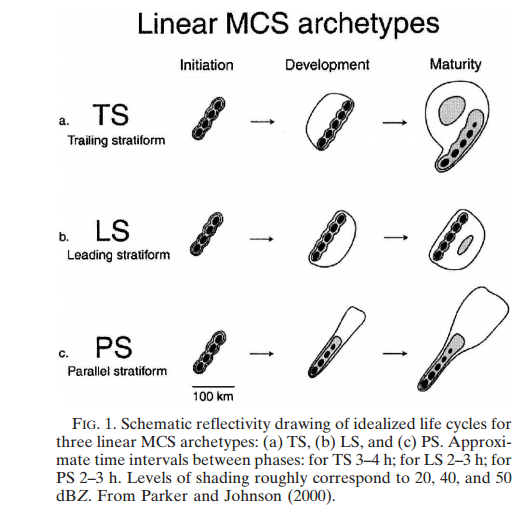 Linear MCS archetypes
Initiation Development Maturity
a. TS
Trailing stratiform
b. LS
Leading stratiform
c. PS
Parallel stratiform
100 km
FIG. 1. Schematic reflectivity drawing of idealized life cycles for
three linear MCS archetypes: (a) TS, (b) LS, and (c) PS. Approxi-
mate time intervals between phases: for TS 3–4 h; for LS 2–3 h; for
PS 2–3 h. Levels of shading roughly correspond to 20, 40, and 50
dBZ. From Parker and Johnson (2000).